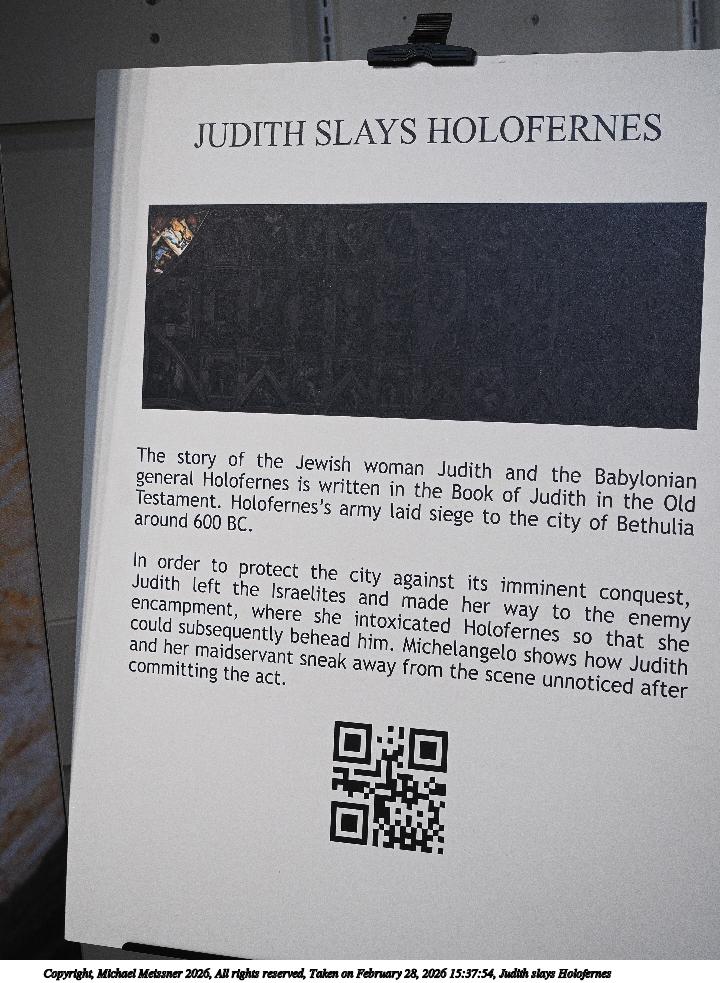 JUDITH SLAYS HOLOFERNES
The story of the Jewish woman Judith and the Babylonian
general Holofernes is written in the Book of Judith in the Old
Testament. Holofernes's army laid siege to the city of Bethulia
around 600 BC.
In order to protect the city against its imminent conquest,
Judith left the Israelites and made her way to the enemy
encampment, where she intoxicated Holofernes so that she
could subsequently behead him. Michelangelo shows how Judith
and her maidservant sneak away from the scene unnoticed after
committing the act.
Copyright, Michael Meissner 2026, All rights reserved, Taken on February 28, 2026 15:37:54, Judith slays Holofernes